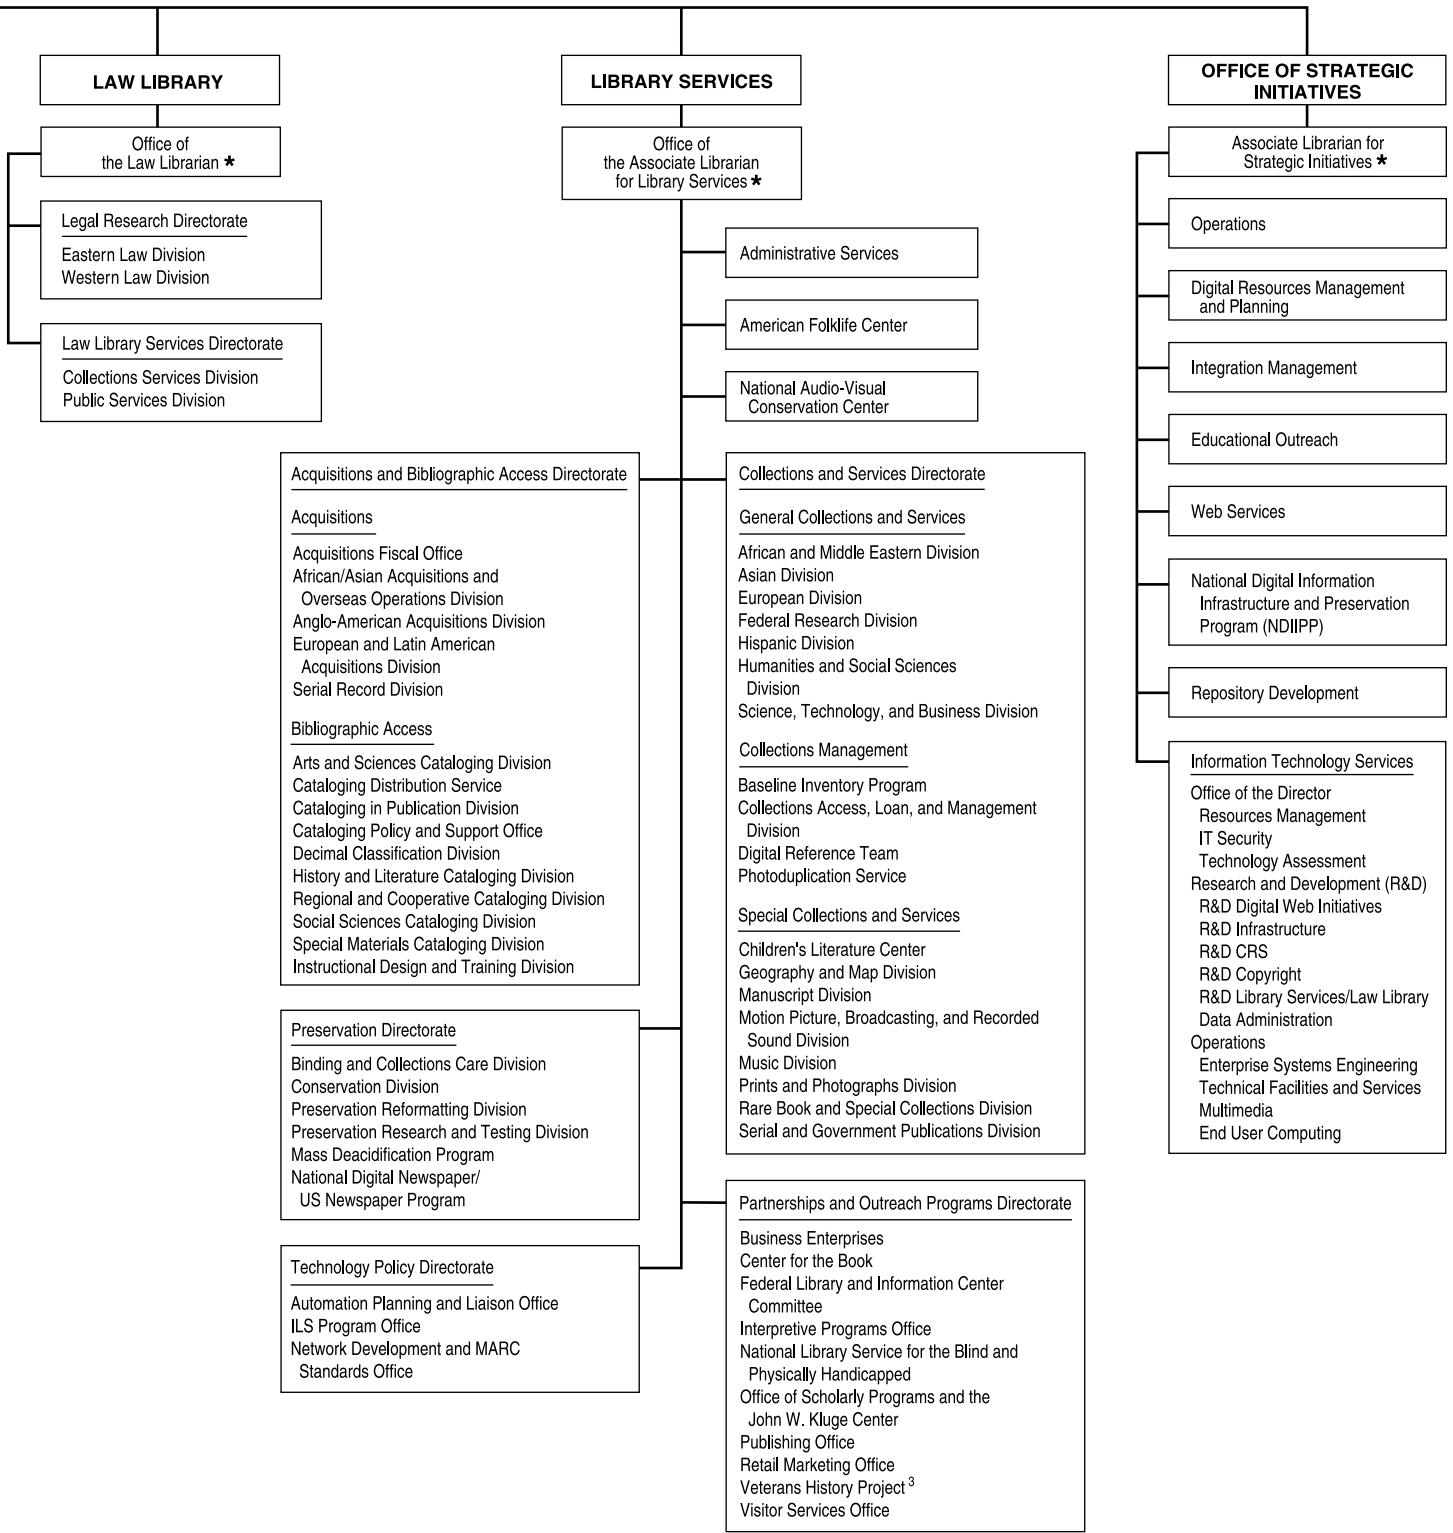 LAW LIBRARY
Office of
the Law Librarian *
Legal Research Directorate
Eastern Law Division
Western Law Division
Law Library Services Directorate
Collections Services Division
Public Services Division
LIBRARY SERVICES
Office of
the Associate Librarian
for Library Services *
Administrative Services
American Folklife Center
National Audio-Visual
Conservation Center
Acquisitions and Bibliographic Access Directorate
Acquisitions
Acquisitions Fiscal Office
African/Asian Acquisitions and
Overseas Operations Division
Anglo-American Acquisitions Division
European and Latin American
Acquisitions Division
Serial Record Division
Bibliographic Access
Arts and Sciences Cataloging Division
Cataloging Distribution Service
Cataloging in Publication Division
Cataloging Policy and Support Office
Decimal Classification Division
History and Literature Cataloging Division
Regional and Cooperative Cataloging Division
Social Sciences Cataloging Division
Special Materials Cataloging Division
Instructional Design and Training Division
Preservation Directorate
Binding and Collections Care Division
Conservation Division
Preservation Reformatting Division
Preservation Research and Testing Division
Mass Deacidification Program
National Digital Newspaper/
US Newspaper Program
Technology Policy Directorate
Automation Planning and Liaison Office
ILS Program Office
Network Development and MARC
Standards Office
Collections and Services Directorate
General Collections and Services
African and Middle Eastern Division
Asian Division
European Division
Federal Research Division
Hispanic Division
Humanities and Social Sciences
Division
Science, Technology, and Business Division
Collections Management
Baseline Inventory Program
Collections Access, Loan, and Management
Division
Digital Reference Team
Photoduplication Service
Special Collections and Services
Children's Literature Center
Geography and Map Division
Manuscript Division
Motion Picture, Broadcasting, and Recorded
Sound Division
Music Division
Prints and Photographs Division
Rare Book and Special Collections Division
Serial and Government Publications Division
Partnerships and Outreach Programs Directorate
Business Enterprises
Center for the Book
Federal Library and Information Center
Committee
Interpretive Programs Office
National Library Service for the Blind and
Physically Handicapped
Office of Scholarly Programs and the
John W. Kluge Center
Publishing Office
Retail Marketing Office
Veterans History Project 3
Visitor Services Office
OFFICE OF STRATEGIC
INITIATIVES
Associate Librarian for
Strategic Initiatives *
Operations
Digital Resources Management
and Planning
Integration Management
Educational Outreach
Web Services
National Digital Information
Infrastructure and Preservation
Program (NDIIPP)
Repository Development
Information Technology Services
Office of the Director
Resources Management
IT Security
Technology Assessment
Research and Development (R&D)
R&D Digital Web Initiatives
R&D Infrastructure
R&D CRS
R&D Copyright
R&D Library Services/Law Library
Data Administration
Operations
Enterprise Systems Engineering
Technical Facilities and Services
Multimedia
End User Computing